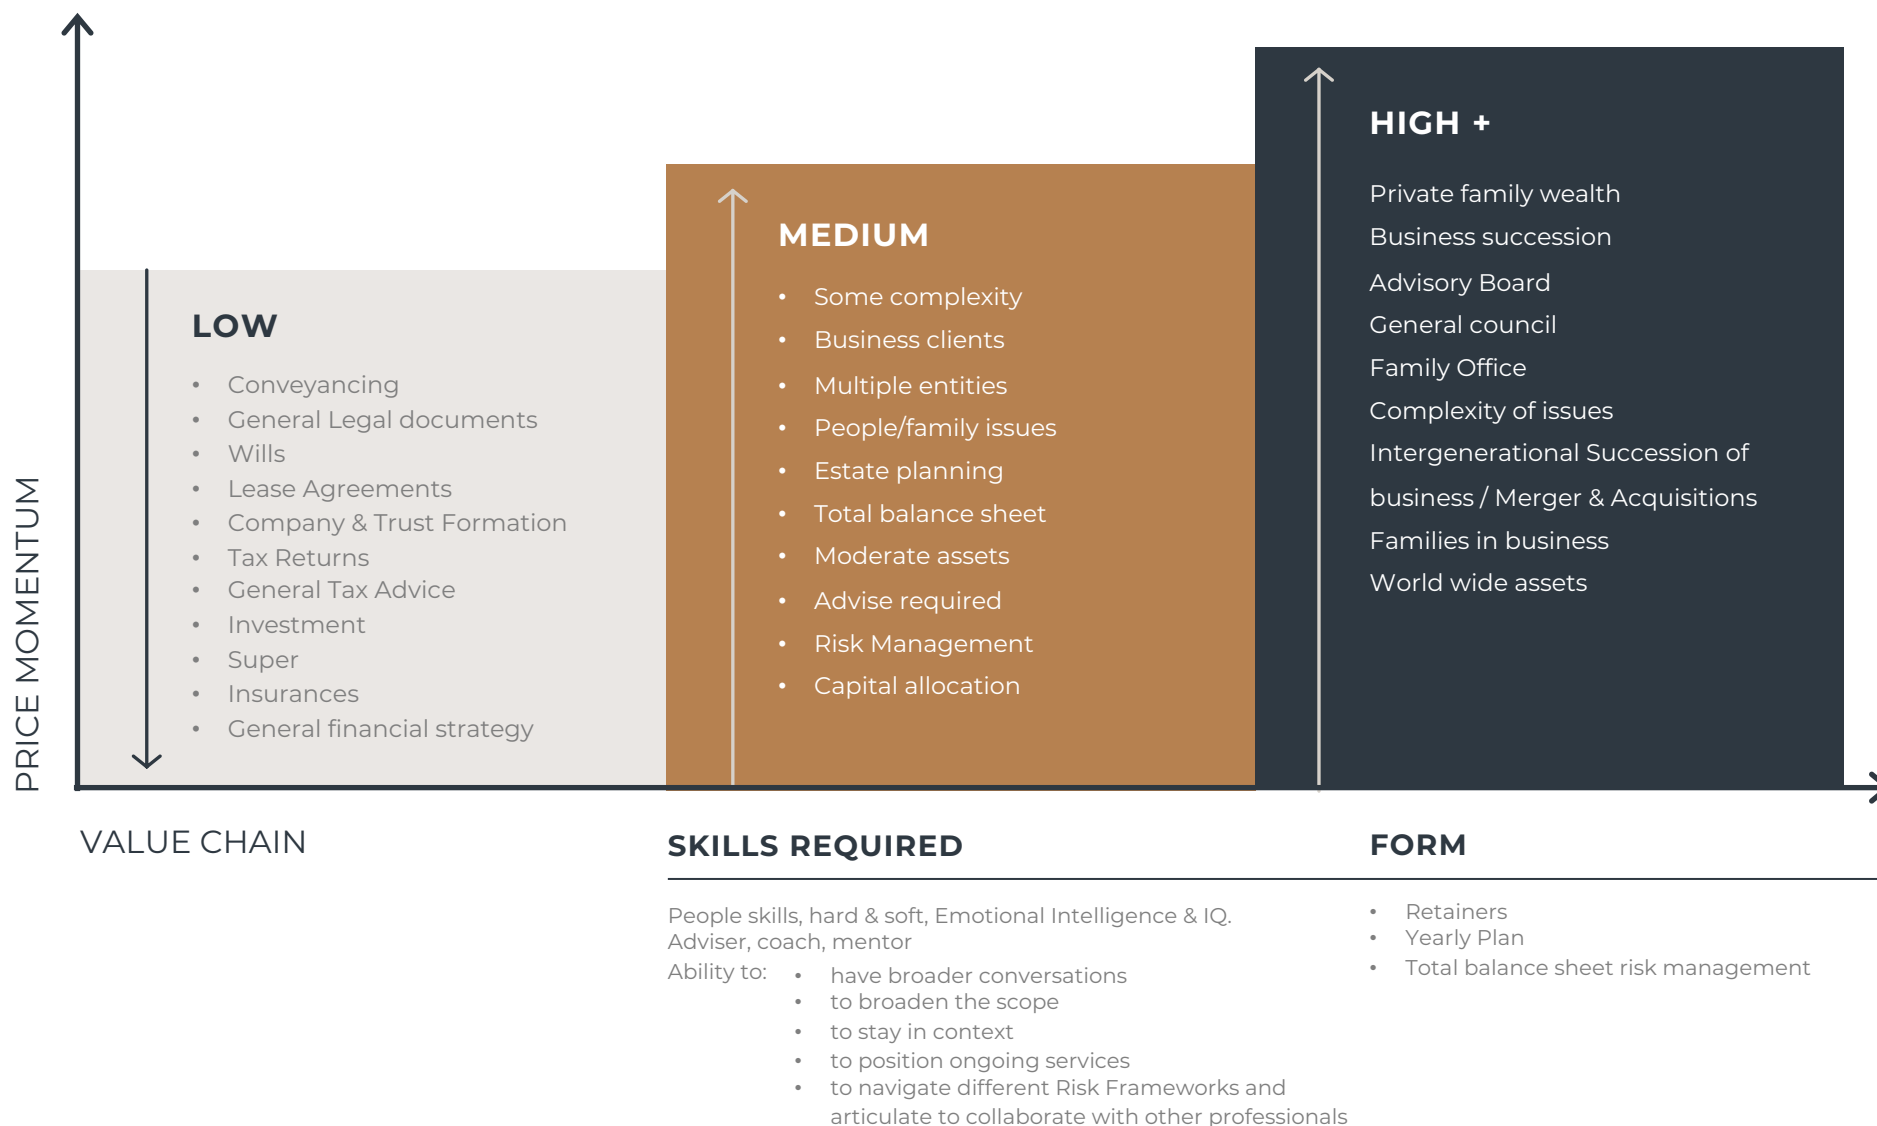 PRICE MOMENTUM
LOW
• Conveyancing
• General Legal documents
• Wills
• Lease Agreements
• Company & Trust Formation
• Tax Returns
• General Tax Advice
• Investment
• Super
• Insurances
• General financial strategy
MEDIUM
• Some complexity
• Business clients
• Multiple entities
• People/family issues
• Estate planning
• Total balance sheet
• Moderate assets
• Advise required
• Risk Management
• Capital allocation
HIGH +
Private family wealth
Business succession
Advisory Board
General council
Family Office
Complexity of issues
Intergenerational Succession of
business / Merger & Acquisitions
Families in business
World wide assets
VALUE CHAIN
SKILLS REQUIRED
People skills, hard & soft, Emotional Intelligence & IQ.
Adviser, coach, mentor
Ability to: • have broader conversations
• to broaden the scope
• to stay in context
• to position ongoing services
• to navigate different Risk Frameworks and
articulate to collaborate with other professionals
FORM
• Retainers
• Yearly Plan
• Total balance sheet risk management